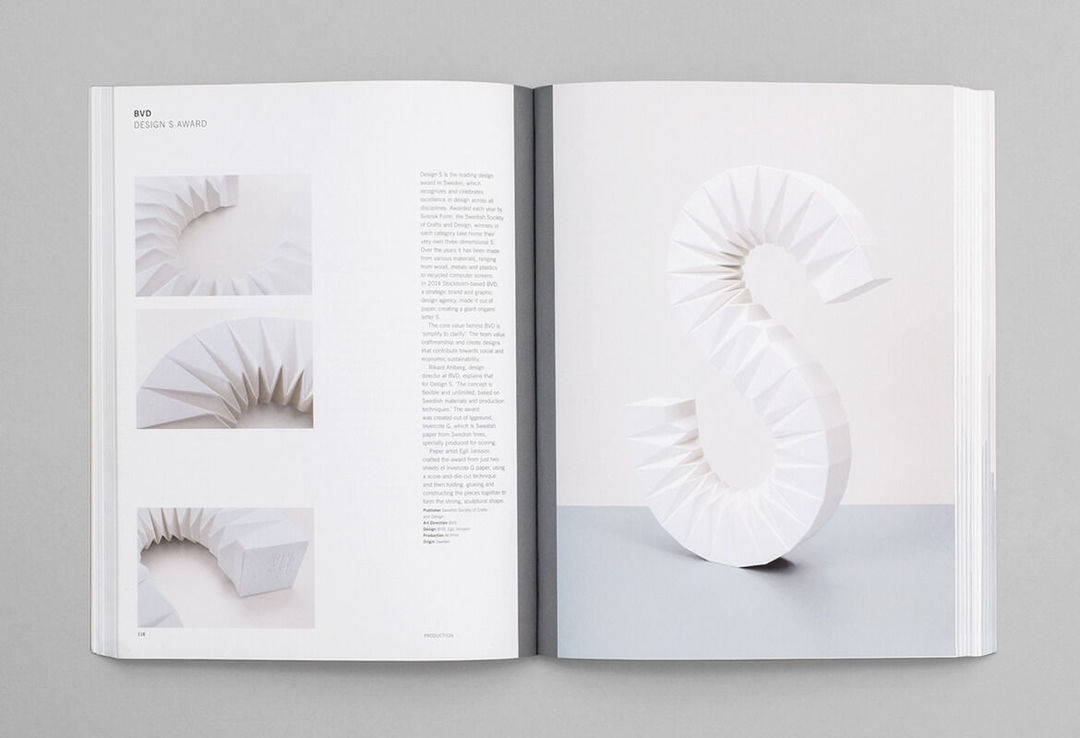 BVD
DESIGN S AWARD
Design S is the leading design
award in Sweden, which
recognizes and celebrates
excellence in design across all
disciplines. Awarded each year by
Svensk Form, the Swedish Society
of Crafts and Design, winners in
each category take home their
very own three-dimensional S.
Over the years it has been made
from various materials, ranging
from wood, metals and plastics
to recycled computer screens.
In 2014 Stockholm-based BVD,
a strategic brand and graphic
design agency, made it out of
paper, creating a giant origami
letter S.
The core value behind BVD is
'simplify to clarify'. The team value
craftmanship and create designs
that contribute towards social and
economic sustainability.
Rikard Ahlberg, design
director at BVD, explains that
for Design S, 'The concept is
flexible and unlimited, based on
Swedish materials and production
techniques.' The award
was created out of Iggesund,
Invercote G, which is Swedish
paper from Swedish trees,
specially produced for scoring.
Paper artist Egil Jansson
crafted the award from just two
sheets of Invercote G paper, using
a score-and-die-cut technique
and then folding, glueing and
constructing the pieces together to
form the strong, sculptural shape.
Publisher Swedish Society of Crafts
and Design
Art Direction BVD
Design BVD, Egil Jansson
Production
Origin Sweden
PRODUCTION